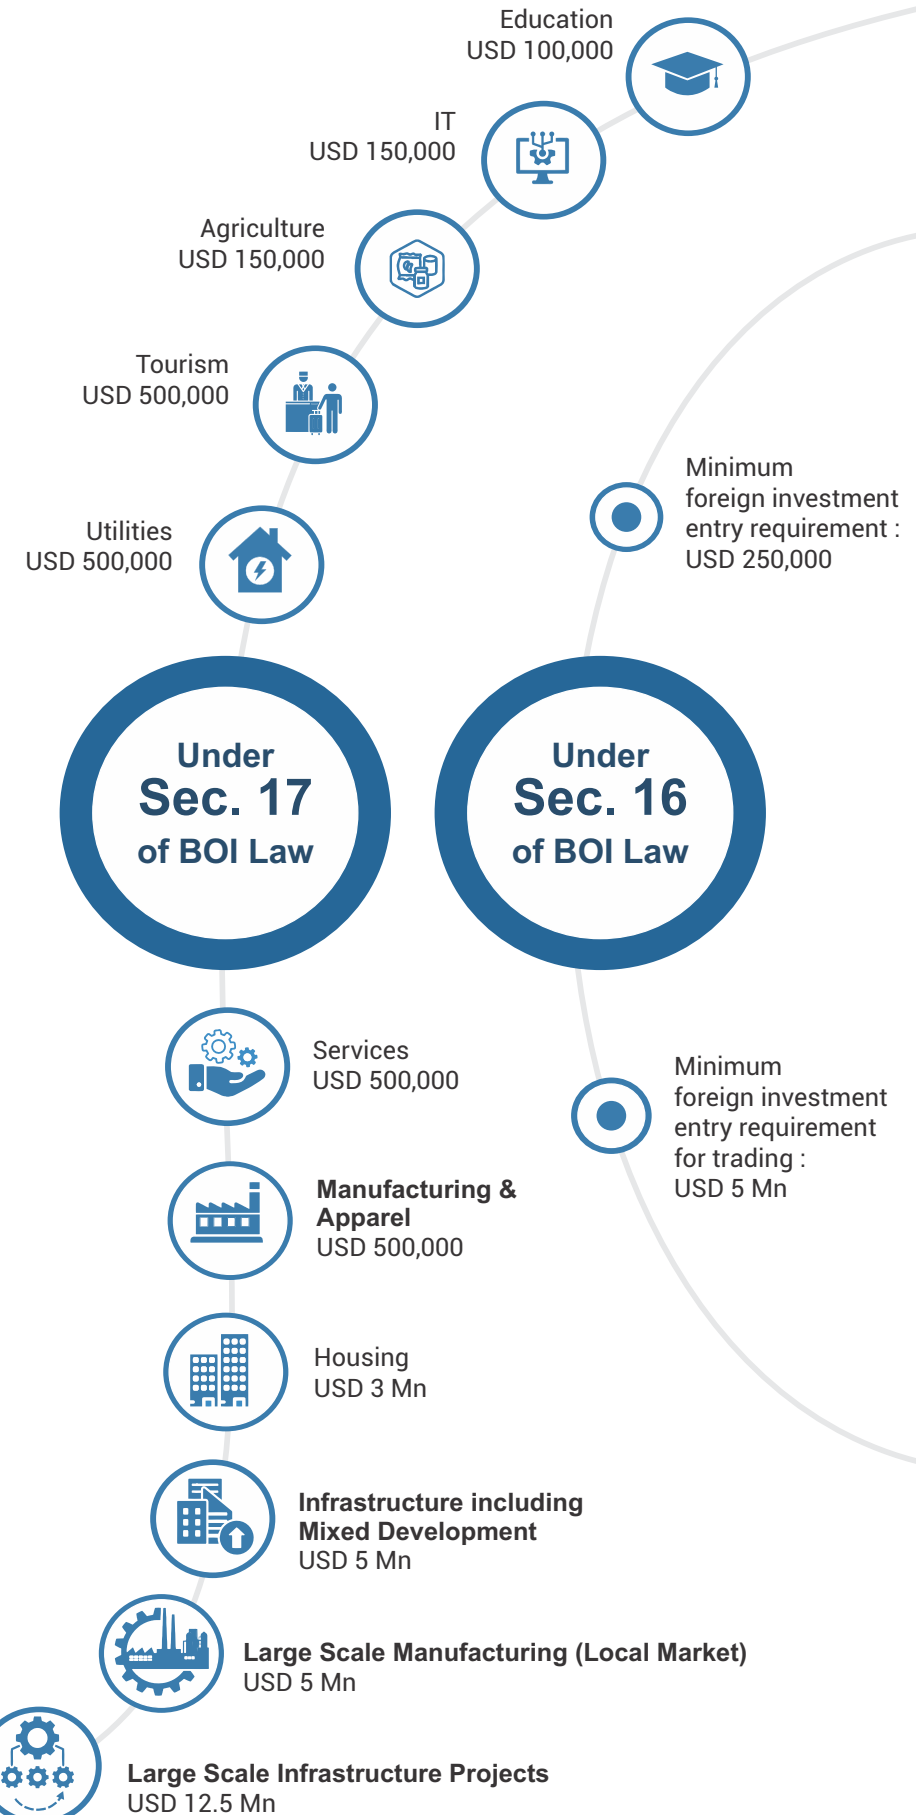 Education
USD 100,000
IT
USD 150,000
Agriculture
USD 150,000
Tourism
USD 500,000
Utilities
USD 500,000
Under
Sec. 17
of BOI Law
Services
USD 500,000
Manufacturing &
Apparel
USD 500,000
Housing
USD 3 Mn
Infrastructure including
Mixed Development
USD 5 Mn
Large Scale Manufacturing (Local Market)
USD 5 Mn
Large Scale Infrastructure Projects
USD 12.5 Mn
Minimum
foreign investment
entry requirement :
USD 250,000
Under
Sec. 16
of BOI Law
Minimum
foreign investment
entry requirement
for trading :
USD 5 Mn